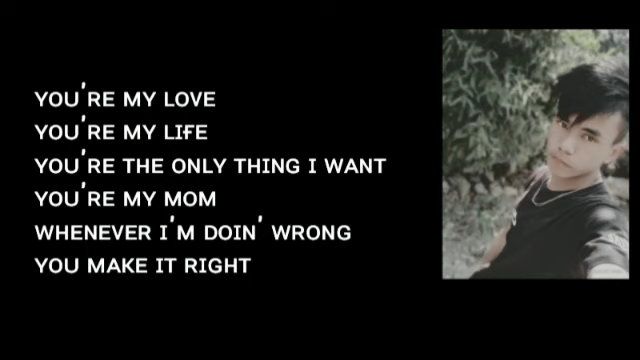 YOU'RE MY LOVE
YOU'RE MY LIFE
YOU'RE THE ONLY THING I WANT
YOU'RE MY MOM
WHENEVER I'M DOIN' WRONG
YOU MAKE IT RIGHT